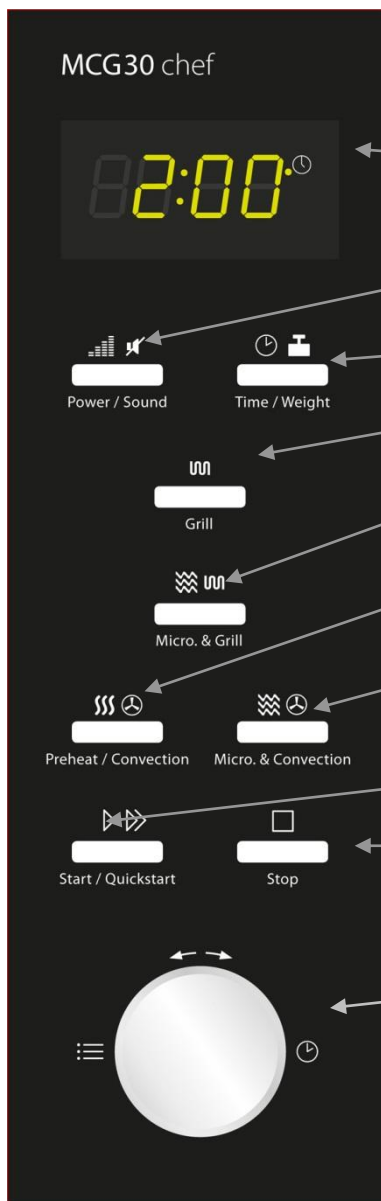 MCG30 chef
2:00
Power / Sound
Time / Weight
Grill
Micro. & Grill
Preheat / Convection
Micro. & Convection
Start / Quickstart
Stop